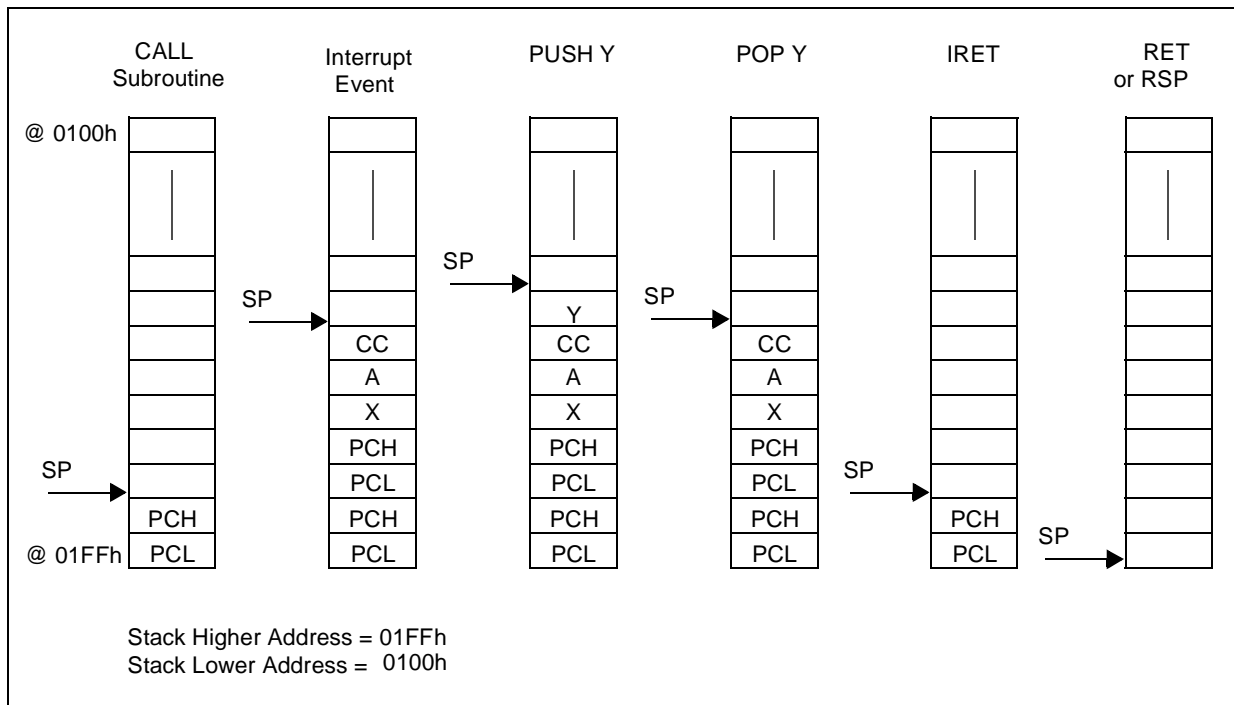 CALL
Subroutine
Interrupt
Event
PUSH Y
POP Y
IRET
RET
or RSP
@ 0100h
SP
SP
SP
Y
CC
CC
CC
A
A
A
X
X
X
PCH
PCH
PCH
SP
SP
PCL
PCL
PCL
PCH
PCH
PCH
PCH
PCH
SP
@ 01FFh
PCL
PCL
PCL
PCL
PCL
Stack Higher Address = 01FFh
Stack Lower Address = 0100h